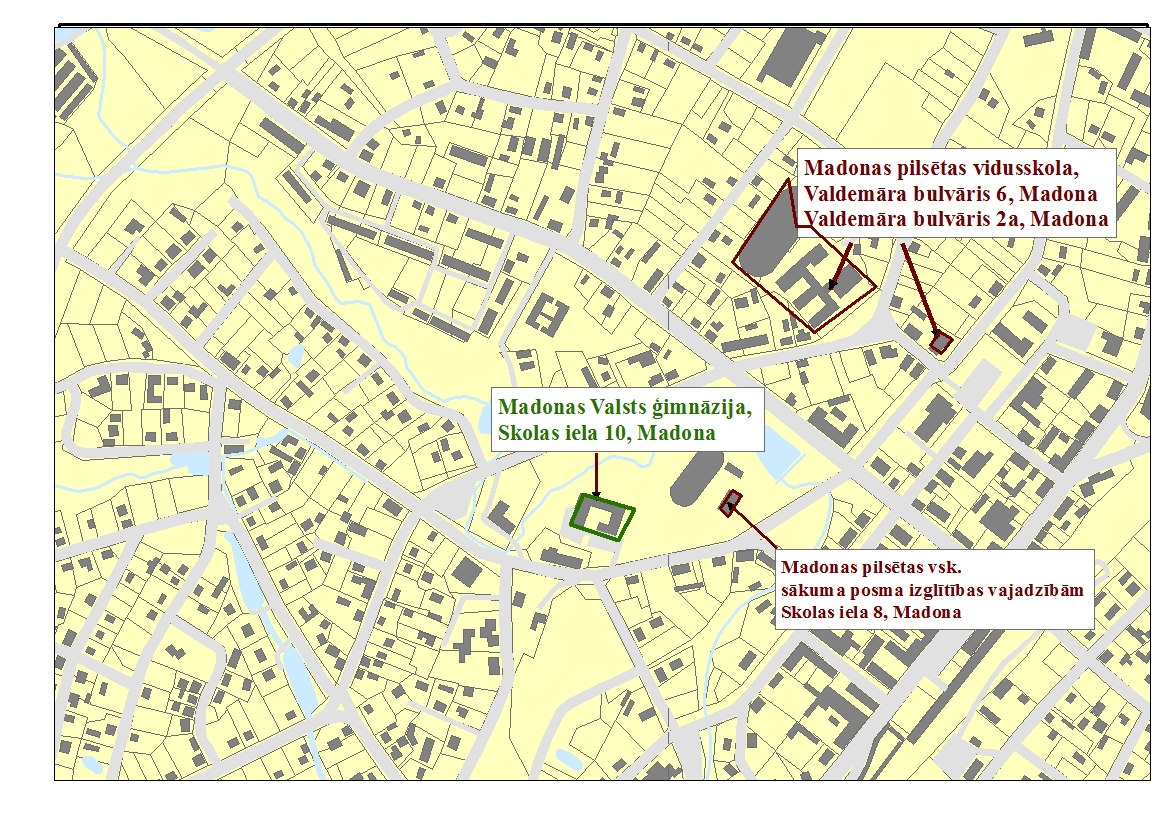 Madonas pilsētas vidusskola,
Valdemāra bulvāris 6, Madona
Valdemāra bulvāris 2a, Madona
Madonas Valsts ģimnāzija,
Skolas iela 10, Madona
Madonas pilsētas vsk.
sākuma posma izglītības vajadzībām
Skolas iela 8, Madona